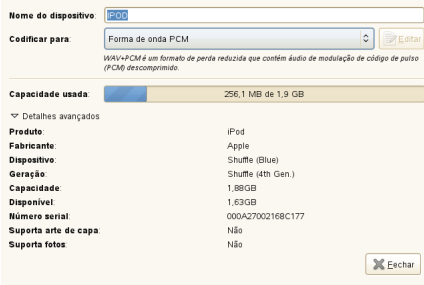 Nome do dispositivo: IPOD
Codificar para: Forma de onda PCM Editar
WAV+PCM é um formato de perda reduzida que contém áudio de modulação de código de pulso
(PCM) descomprimido.
Capacidade usada: 256,1 MB de 1,9 GB
Detalhes avançados
Produto: iPod
Fabricante: Apple
Dispositivo: Shuffle (Blue)
Geração: Shuffle (4th Gen.)
Capacidade: 1,88GB
Disponível: 1,63GB
Número serial: 000A27002168C177
Suporta arte de capa: Não
Suporta fotos: Não
Fechar